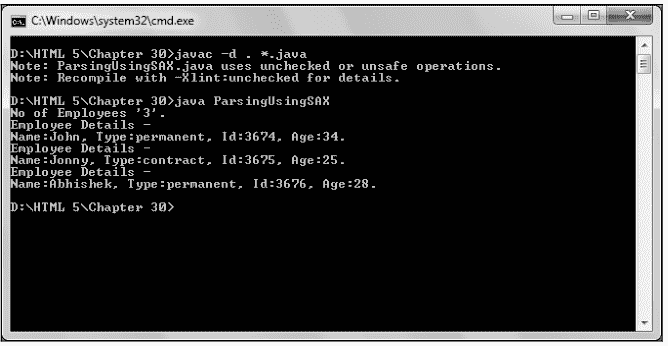 C:\Windows\system32\cmd.exe
D:\HTML 5\Chapter 30>javac -d . *.java
Note: ParsingUsingSAX.java uses unchecked or unsafe operations.
Note: Recompile with -Xlint:unchecked for details.
D:\HTML 5\Chapter 30>java ParsingUsingSAX
No of Employees '3'.
Employee Details -
Name:John, Type:permanent, Id:3674, Age:34.
Employee Details -
Name:Jonny, Type:contract, Id:3675, Age:25.
Employee Details -
Name:Abhishek, Type:permanent, Id:3676, Age:28.
D:\HTML 5\Chapter 30>